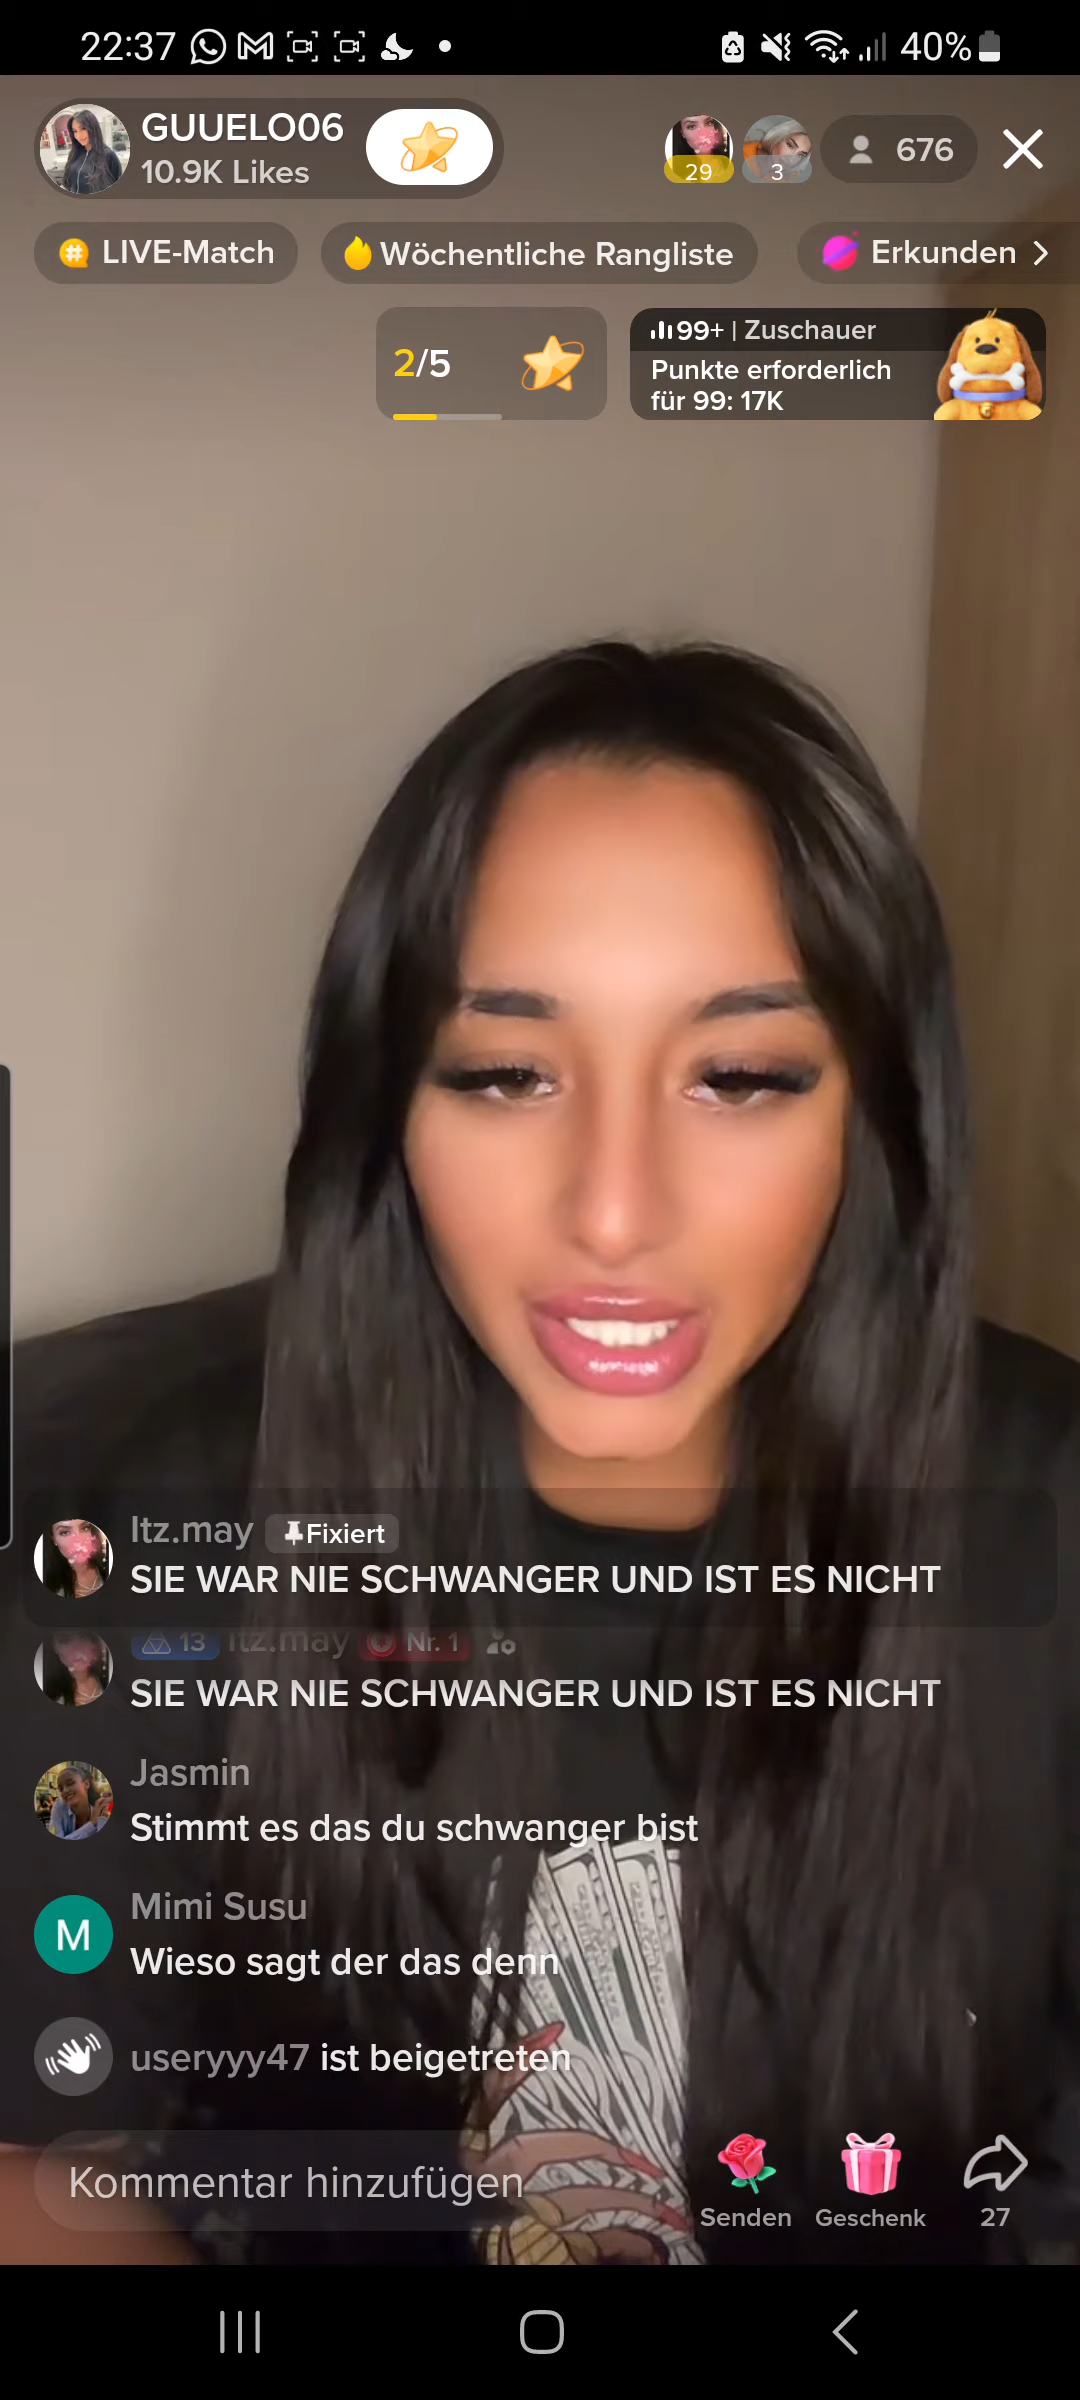 22:37
40%
GUUELO06
10.9K Likes
29
3
676
LIVE-Match
Wöchentliche Rangliste
Erkunden
2/5
99+ | Zuschauer
Punkte erforderlich
für 99: 17K
Itz.may Fixiert
SIE WAR NIE SCHWANGER UND IST ES NICHT
13 Itz.may Nr. 1
SIE WAR NIE SCHWANGER UND IST ES NICHT
Jasmin
Stimmt es das du schwanger bist
M
Mimi Susu
Wieso sagt der das denn
useryyy47 ist beigetreten
Kommentar hinzufügen
Senden
Geschenk
27